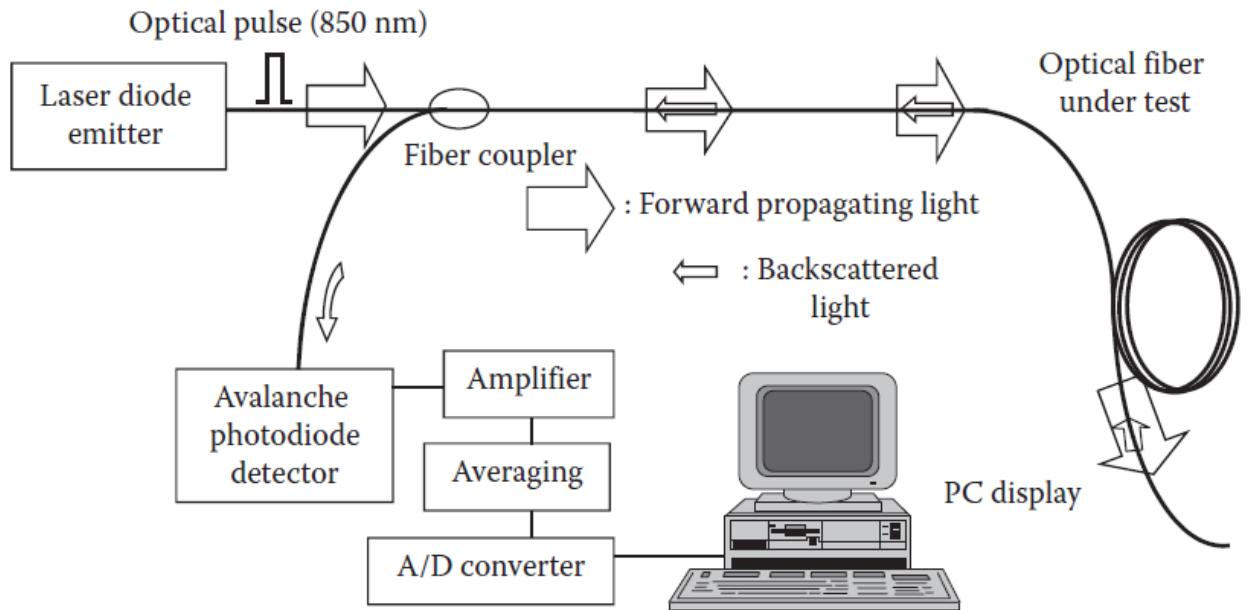 Optical pulse (850 nm)
Laser diode
emitter
Fiber coupler
Optical fiber
under test
: Forward propagating light
: Backscattered
light
Avalanche
photodiode
detector
Amplifier
Averaging
A/D converter
PC display